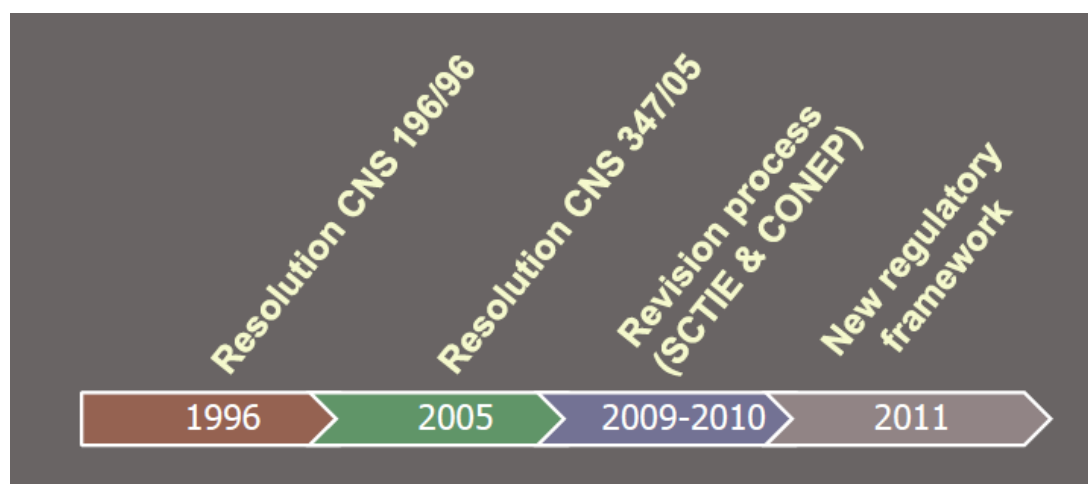 Resolution CNS 196/96
Resolution CNS 347/05
Revision process
(SCTIE & CONEP)
New regulatory
framework
1996
2005
2009-2010
2011